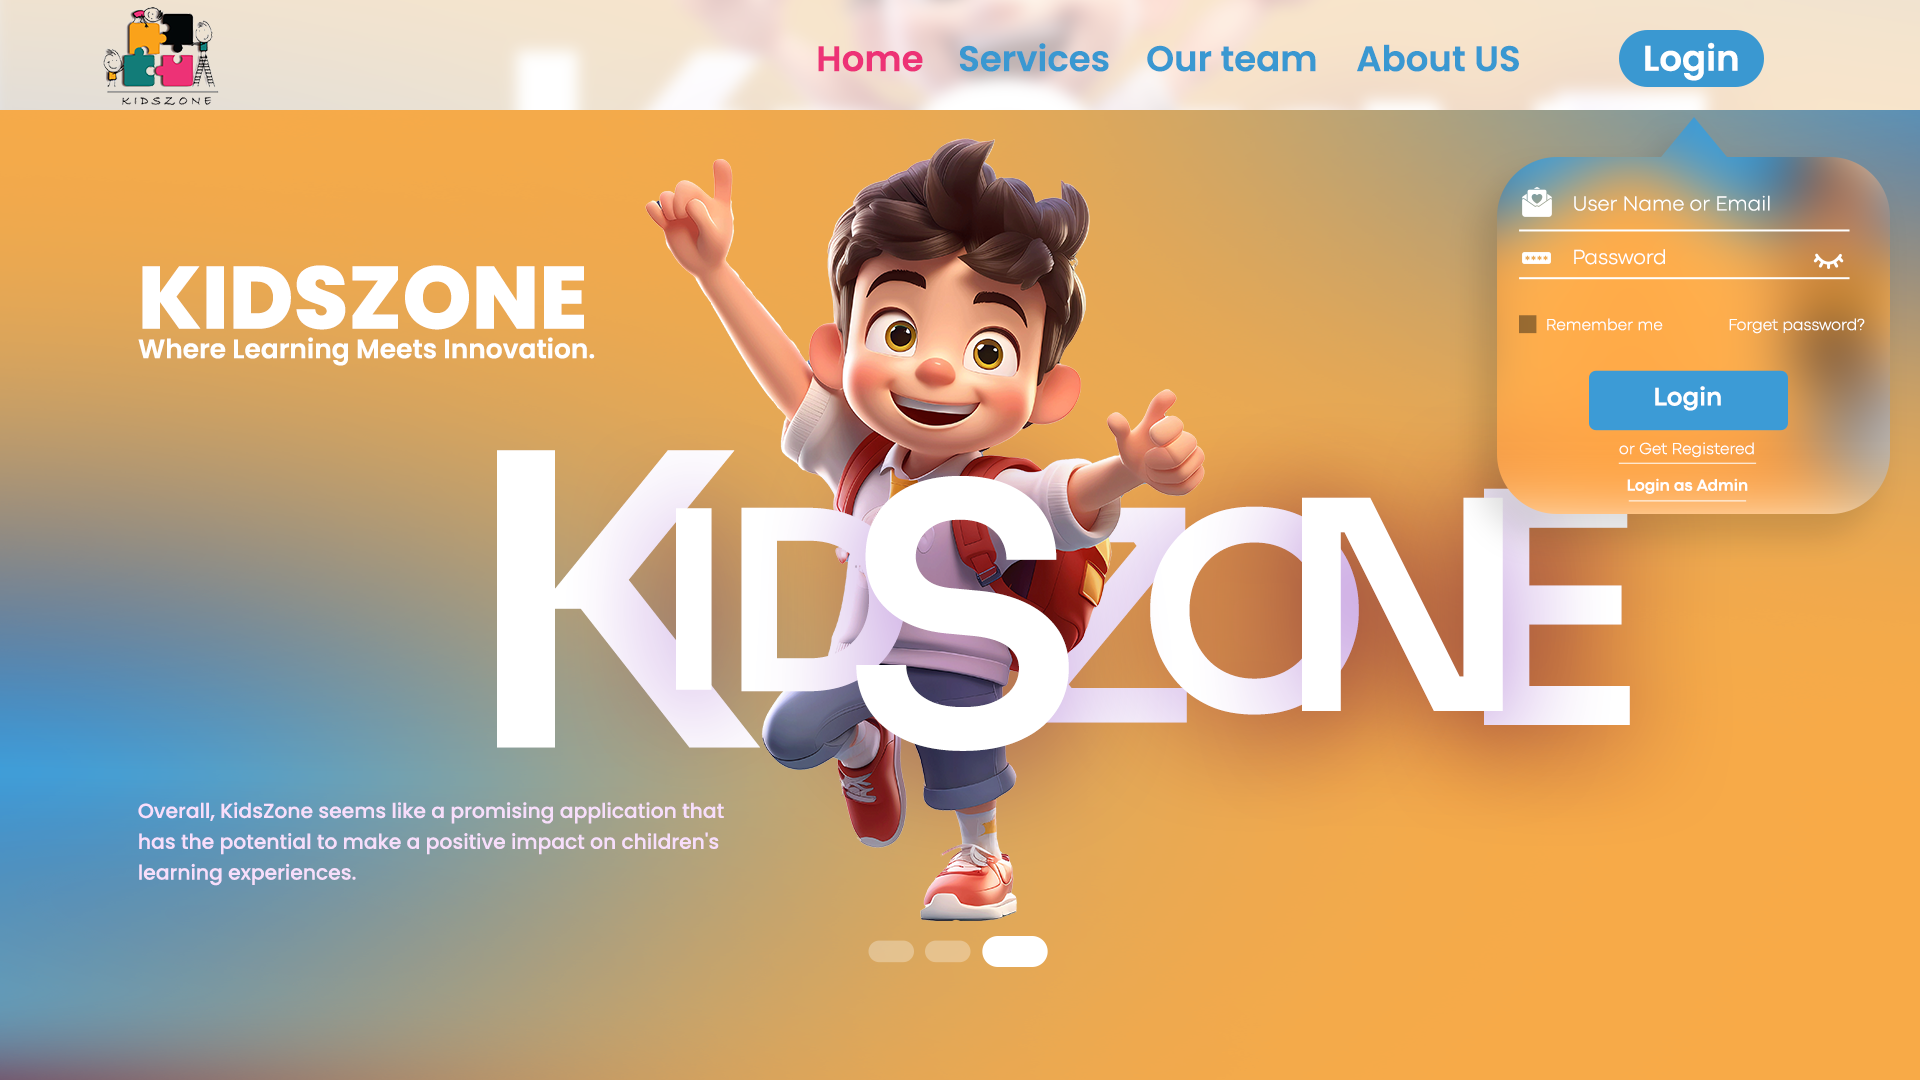 KIDSZONE
Home Services Our team About US Login
User Name or Email
****
Password
Remember me Forget password?
Login
or Get Registered
Login as Admin
KIDSZONE
Where Learning Meets Innovation.
KIDSZONE
Overall, KidsZone seems like a promising application that
has the potential to make a positive impact on children's
learning experiences.